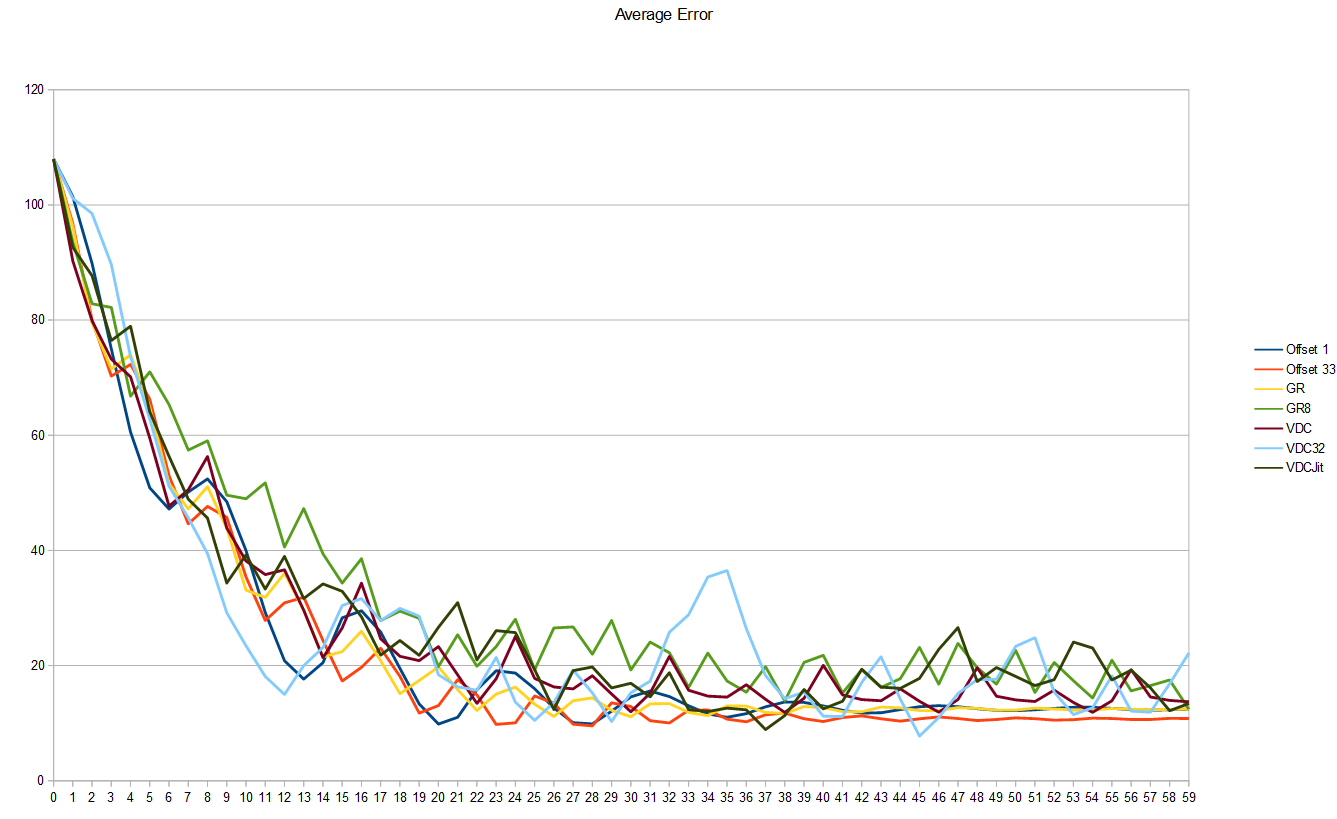 Average Error
120
100
80
60
40
20
0
0 1 2 3 4 5 6 7 8 9 10 11 12 13 14 15 16 17 18 19 20 21 22 23 24 25 26 27 28 29 30 31 32 33 34 35 36 37 38 39 40 41 42 43 44 45 46 47 48 49 50 51 52 53 54 55 56 57 58 59
Offset 1
Offset 33
GR
GR8
VDC
VDC32
VDCJit